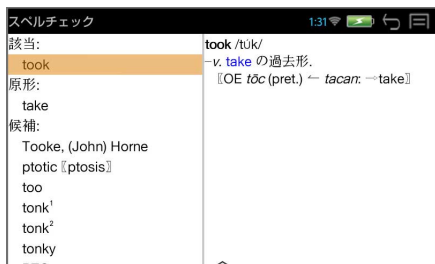 スペルチェック 1:31
該当:
took
原形:
take
候補:
Tooke, (John) Horne
ptotic〘ptosis〙
too
tonk¹
tonk²
tonky
took /túk/
–v. take の過去形.
〘OE tōc (pret.) ← tacan: ⇨take〙